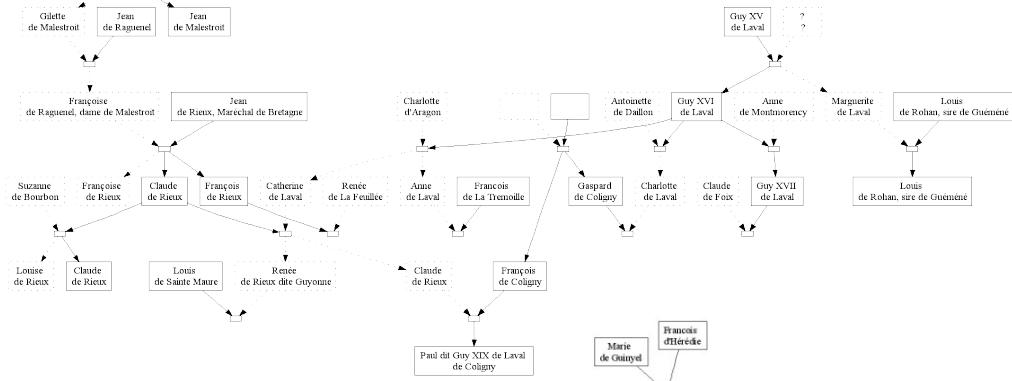 Gilette
de Malestroit
Jean
de Raguenel
Jean
de Malestroit
Guy XV
de Laval
?
?
Françoise
de Raguenel, dame de Malestroit
Jean
de Rieux, Maréchal de Bretagne
Charlotte
d'Aragon
Antoinette
de Daillon
Guy XVI
de Laval
Anne
de Montmorency
Marguerite
de Laval
Louis
de Rohan, sire de Guéméné
Suzanne
de Bourbon
Françoise
de Rieux
Claude
de Rieux
François
de Rieux
Catherine
de Laval
Renée
de La Feuillée
Anne
de Laval
Francois
de La Tremoille
Gaspard
de Coligny
Charlotte
de Laval
Claude
de Foix
Guy XVII
de Laval
Louis
de Rohan, sire de Guéméné
Louise
de Rieux
Claude
de Rieux
Louis
de Sainte Maure
Renée
de Rieux dite Guyonne
Claude
de Rieux
François
de Coligny
Francois
d'Hérédie
Marie
de Guinyel
Paul dit Guy XIX de Laval
de Coligny